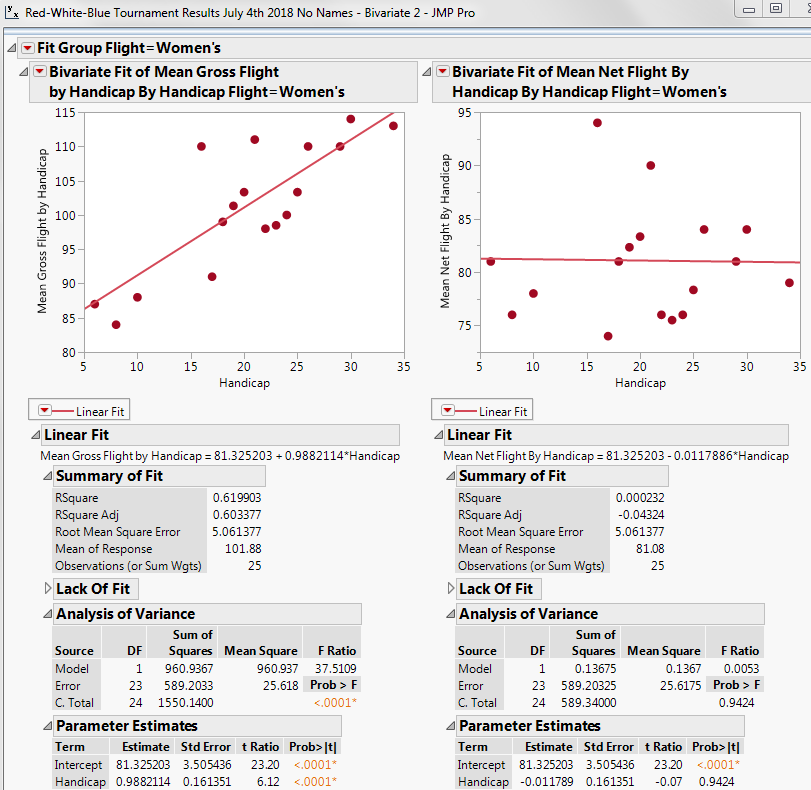 Red-White-Blue Tournament Results July 4th 2018 No Names - Bivariate 2 - JMP Pro
Fit Group Flight=Women's
Bivariate Fit of Mean Gross Flight
by Handicap By Handicap Flight=Women's
115
110
105
100
95
90
85
80
Mean Gross Flight by Handicap
5 10 15 20 25 30 35
Handicap
Linear Fit
Linear Fit
Mean Gross Flight by Handicap = 81.325203 + 0.9882114*Handicap
Summary of Fit
RSquare 0.619903
RSquare Adj 0.603377
Root Mean Square Error 5.061377
Mean of Response 101.88
Observations (or Sum Wgts) 25
Lack Of Fit
Analysis of Variance
Sum of
Source DF Squares Mean Square F Ratio
Model 1 960.9367 960.937 37.5109
Error 23 589.2033 25.618 Prob > F
C. Total 24 1550.1400 <.0001*
Parameter Estimates
Term Estimate Std Error t Ratio Prob>|t|
Intercept 81.325203 3.505436 23.20 <.0001*
Handicap 0.9882114 0.161351 6.12 <.0001*
Bivariate Fit of Mean Net Flight By
Handicap By Handicap Flight=Women's
95
90
85
80
75
Mean Net Flight By Handicap
5 10 15 20 25 30 35
Handicap
Linear Fit
Linear Fit
Mean Net Flight By Handicap = 81.325203 - 0.0117886*Handicap
Summary of Fit
RSquare 0.000232
RSquare Adj -0.04324
Root Mean Square Error 5.061377
Mean of Response 81.08
Observations (or Sum Wgts) 25
Lack Of Fit
Analysis of Variance
Sum of
Source DF Squares Mean Square F Ratio
Model 1 0.13675 0.1367 0.0053
Error 23 589.20325 25.6175 Prob > F
C. Total 24 589.34000 0.9424
Parameter Estimates
Term Estimate Std Error t Ratio Prob>|t|
Intercept 81.325203 3.505436 23.20 <.0001*
Handicap -0.011789 0.161351 -0.07 0.9424